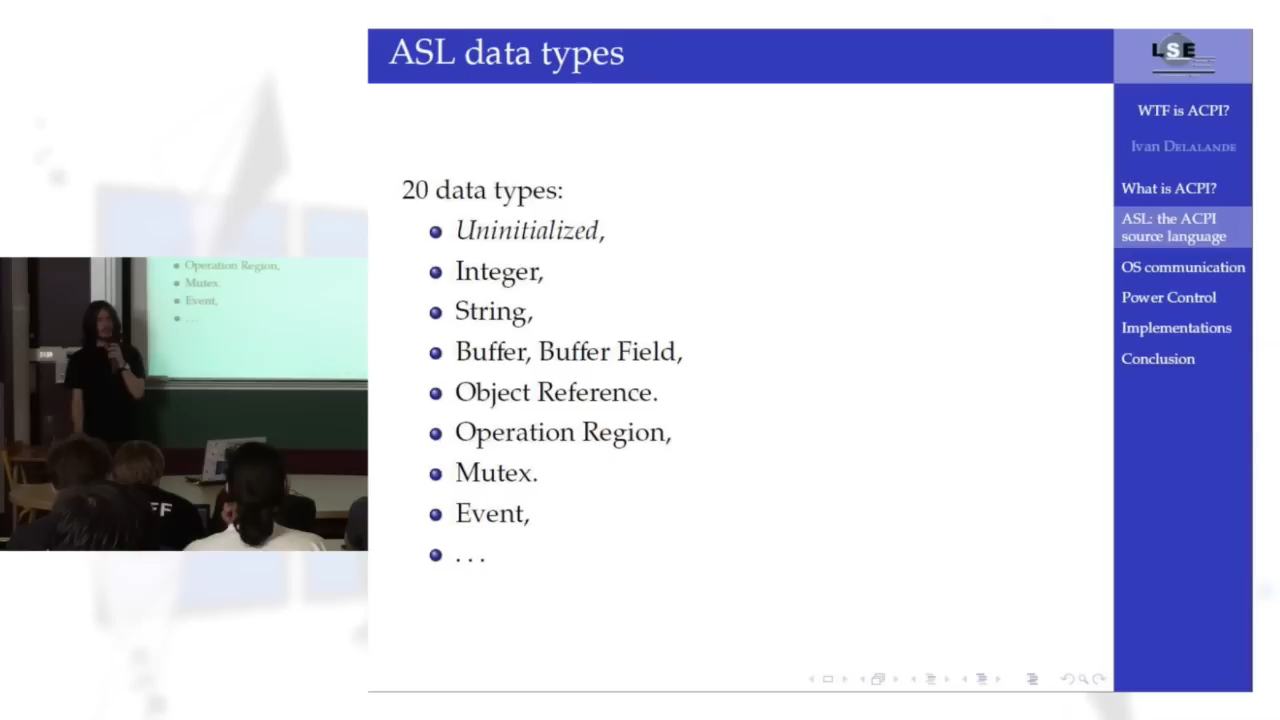 ASL data types
LSE
WTF is ACPI?
Ivan DELALANDE
What is ACPI?
ASL: the ACPI
source language
OS communication
Power Control
Implementations
Conclusion
20 data types:
Uninitialized,
Integer,
String,
Buffer, Buffer Field,
Object Reference.
Operation Region,
Mutex.
Event,
...
Operation Region,
Mutex.
Event,
...
FF